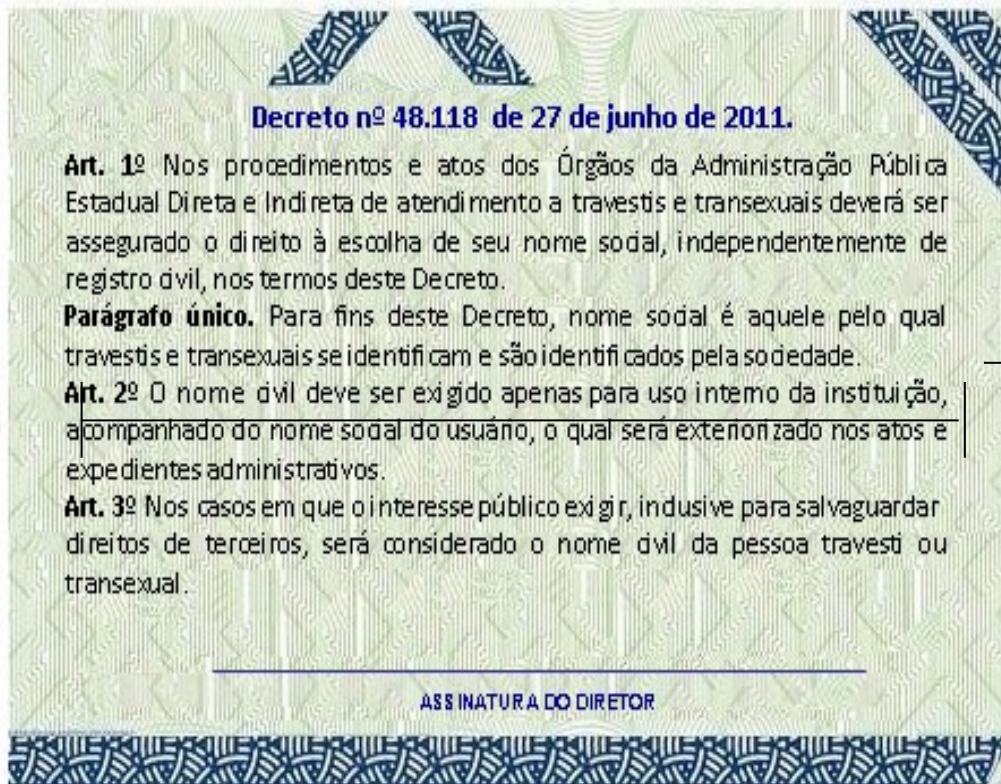 Decreto nº 48.118 de 27 de junho de 2011.
Art. 1º Nos procedimentos e atos dos Órgãos da Administração Pública
Estadual Direta e Indireta de atendimento a travestis e transexuais deverá ser
assegurado o direito à escolha de seu nome social, independentemente de
registro civil, nos termos deste Decreto.
Parágrafo único. Para fins deste Decreto, nome social é aquele pelo qual
travestis e transexuais se identificam e são identificados pela sociedade.
Art. 2º O nome civil deve ser exigido apenas para uso interno da instituição,
acompanhado do nome social do usuário, o qual será exteriorizado nos atos e
expedientes administrativos.
Art. 3º Nos casos em que o interesse público exigir, inclusive para salvaguardar
direitos de terceiros, será considerado o nome civil da pessoa travesti ou
transexual.
ASSINATURA DO DIRETOR